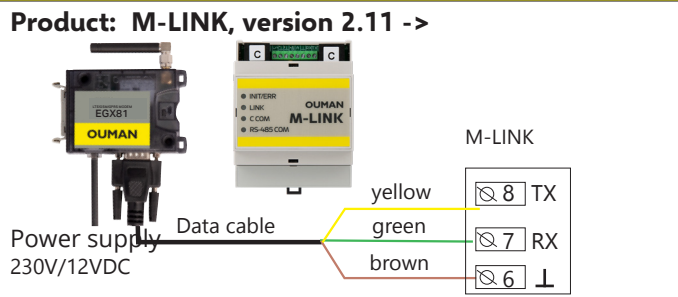 Product: M-LINK, version 2.11 ->
C
C
INIT/ERR
LINK
OUMAN
C COM
M-LINK
RS-485 COM
EGX81
OUMAN
M-LINK
yellow
8 TX
Data cable
green
7 RX
brown
6
Power supply
230V/12VDC